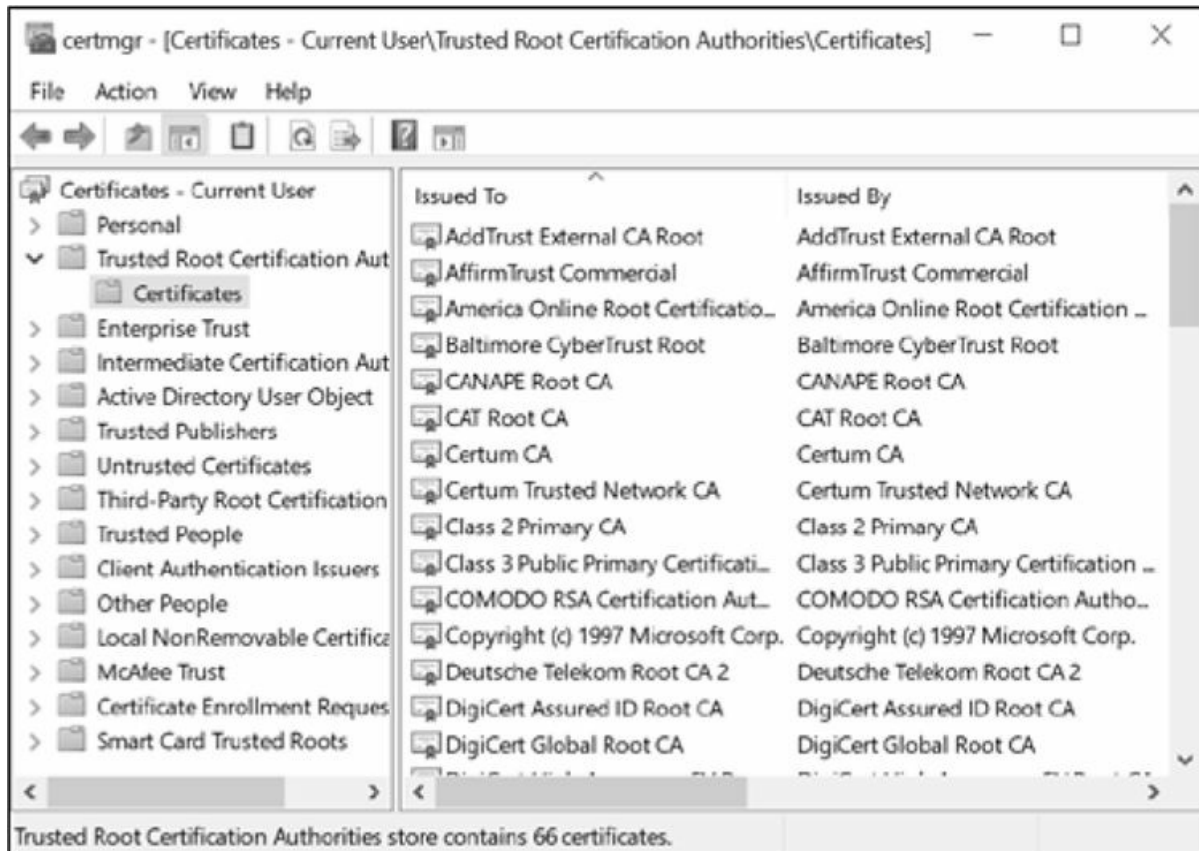 certmgr - [Certificates - Current User\Trusted Root Certification Authorities\Certificates]
File Action View Help
Certificates - Current User
Personal
Trusted Root Certification Aut
Certificates
Enterprise Trust
Intermediate Certification Aut
Active Directory User Object
Trusted Publishers
Untrusted Certificates
Third-Party Root Certification
Trusted People
Client Authentication Issuers
Other People
Local NonRemovable Certifica
McAfee Trust
Certificate Enrollment Reques
Smart Card Trusted Roots
Issued To Issued By
AddTrust External CA Root AddTrust External CA Root
AffirmTrust Commercial AffirmTrust Commercial
America Online Root Certificatio... America Online Root Certification ...
Baltimore CyberTrust Root Baltimore CyberTrust Root
CANAPE Root CA CANAPE Root CA
CAT Root CA CAT Root CA
Certum CA Certum CA
Certum Trusted Network CA Certum Trusted Network CA
Class 2 Primary CA Class 2 Primary CA
Class 3 Public Primary Certificati... Class 3 Public Primary Certification ...
COMODO RSA Certification Aut... COMODO RSA Certification Autho...
Copyright (c) 1997 Microsoft Corp. Copyright (c) 1997 Microsoft Corp.
Deutsche Telekom Root CA 2 Deutsche Telekom Root CA 2
DigiCert Assured ID Root CA DigiCert Assured ID Root CA
DigiCert Global Root CA DigiCert Global Root CA
Trusted Root Certification Authorities store contains 66 certificates.